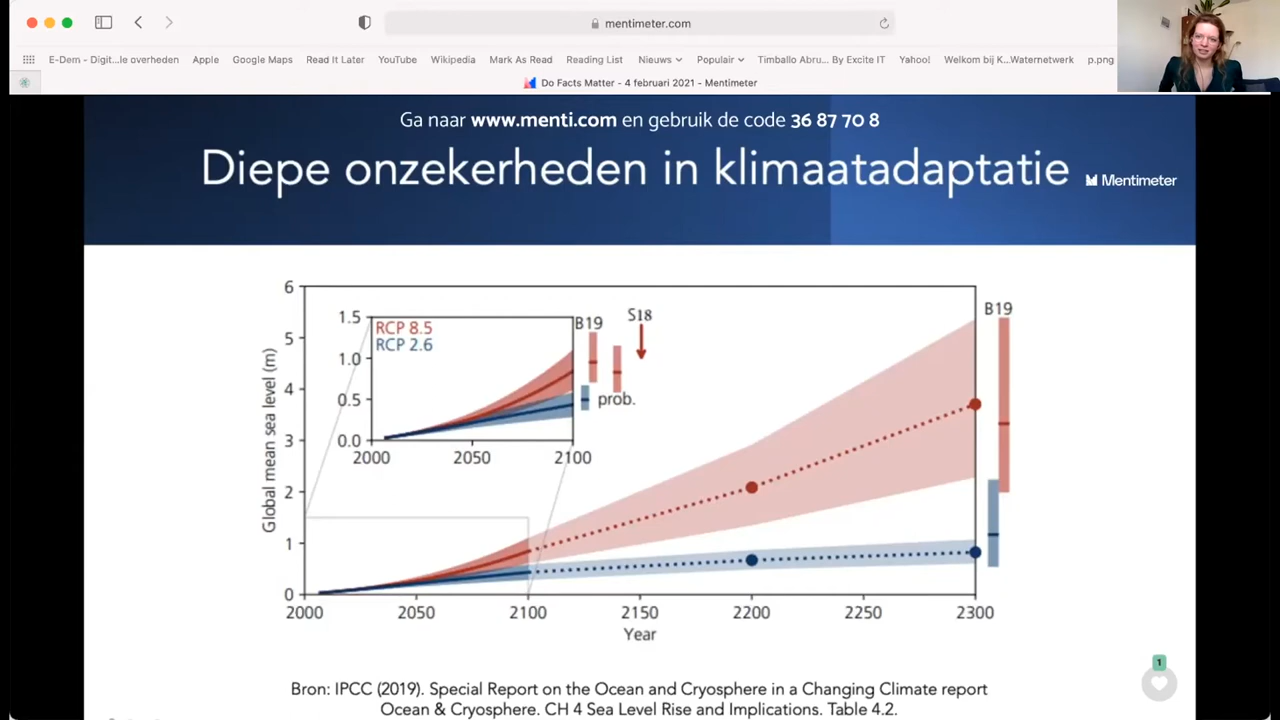 mentimeter.com
E-Dem - Digit...le overheden Apple Google Maps Read It Later YouTube Wikipedia Mark As Read Reading List Nieuws Populair Timballo Abru... By Excite IT Yahoo! Welkom bij K...Waternetwerk p.png
Do Facts Matter - 4 februari 2021 - Mentimeter
Ga naar www.menti.com en gebruik de code 36 87 70 8
Diepe onzekerheden in klimaatadaptatie
Mentimeter
Global mean sea level (m)
6
5
4
3
2
1
0
2000 2050 2100 2150 2200 2250 2300
Year
1.5
1.0
0.5
0.0
2000 2050 2100
RCP 8.5
RCP 2.6
B19
S18
prob.
B19
Bron: IPCC (2019). Special Report on the Ocean and Cryosphere in a Changing Climate report
Ocean & Cryosphere. CH 4 Sea Level Rise and Implications. Table 4.2.
1